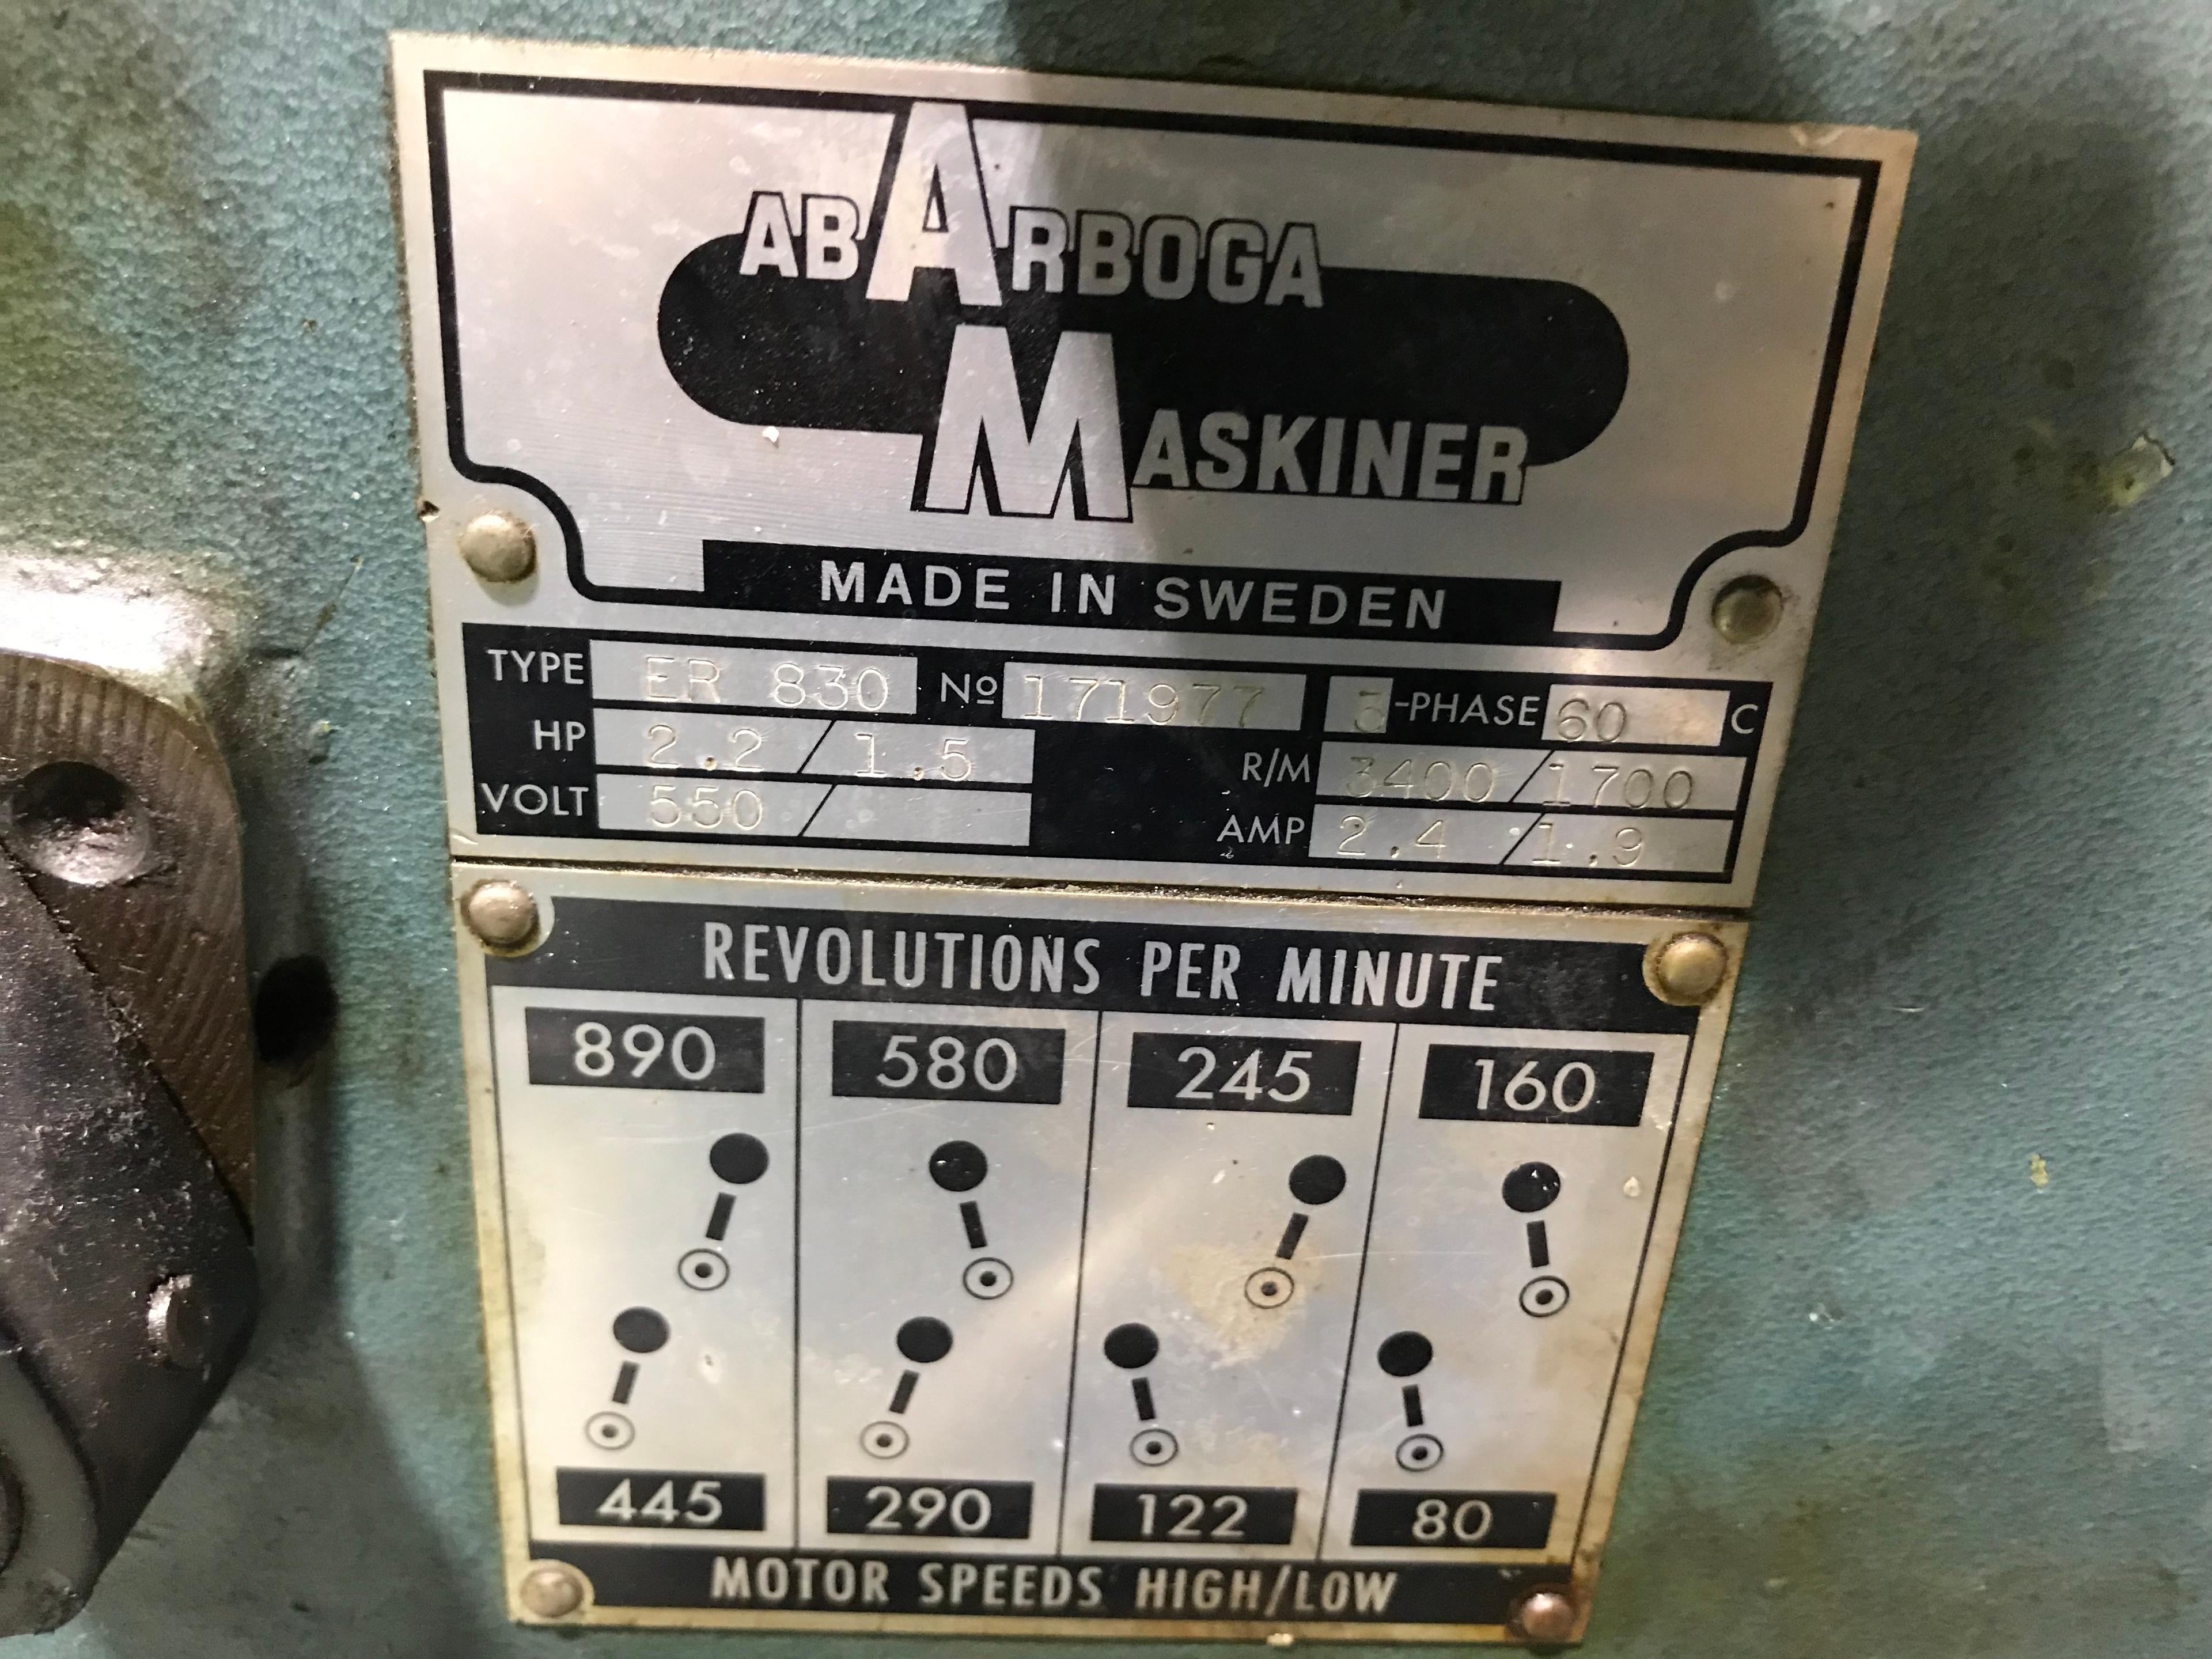 AB ARBOGA
MASKINER
MADE IN SWEDEN
TYPE ER 830 Nº 171977 3-PHASE 60 C
HP 2.2 / 1.5 R/M 3400 / 1700
VOLT 550 / AMP 2.4 / 1.9
REVOLUTIONS PER MINUTE
890 580 245 160
445 290 122 80
MOTOR SPEEDS HIGH/LOW